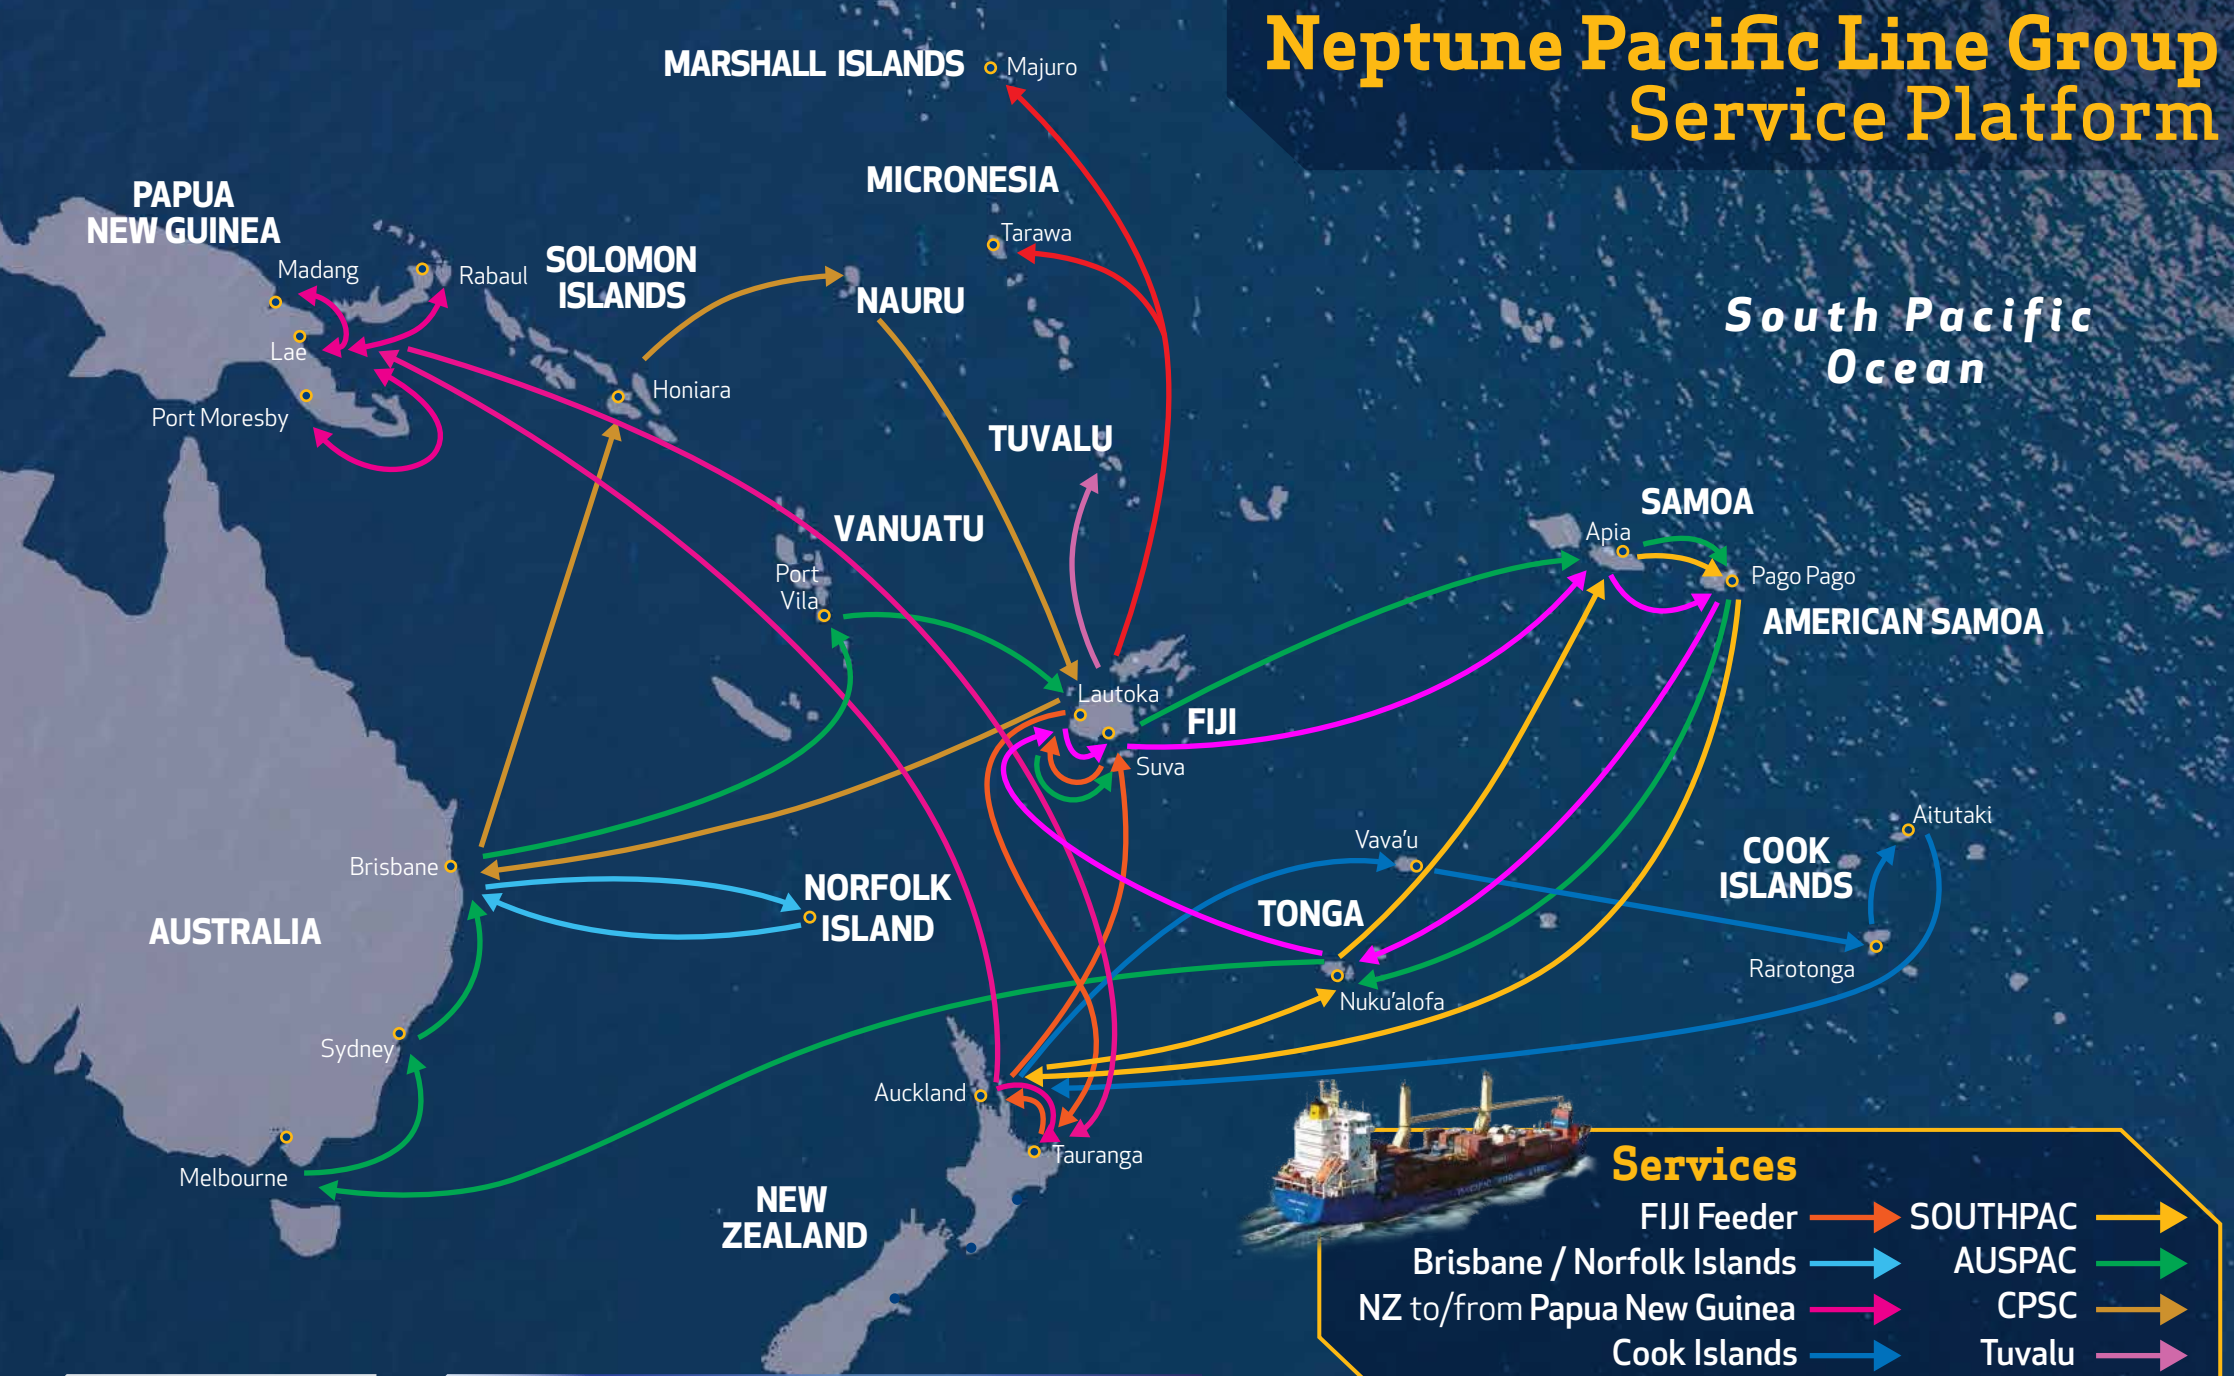 Neptune Pacific Line Group
Service Platform
MARSHALL ISLANDS
Majuro
MICRONESIA
Tarawa
PAPUA
NEW GUINEA
Madang
Rabaul
Lae
Port Moresby
SOLOMON
ISLANDS
Honiara
NAURU
South Pacific
Ocean
TUVALU
VANUATU
Port
Vila
SAMOA
Apia
Pago Pago
AMERICAN SAMOA
Lautoka
FIJI
Suva
Brisbane
NORFOLK
ISLAND
AUSTRALIA
Vava'u
TONGA
Nuku'alofa
Aitutaki
COOK
ISLANDS
Rarotonga
Sydney
Melbourne
Auckland
Tauranga
NEW
ZEALAND
Services
FIJI Feeder
SOUTHPAC
Brisbane / Norfolk Islands
AUSPAC
NZ to/from Papua New Guinea
CPSC
Cook Islands
Tuvalu